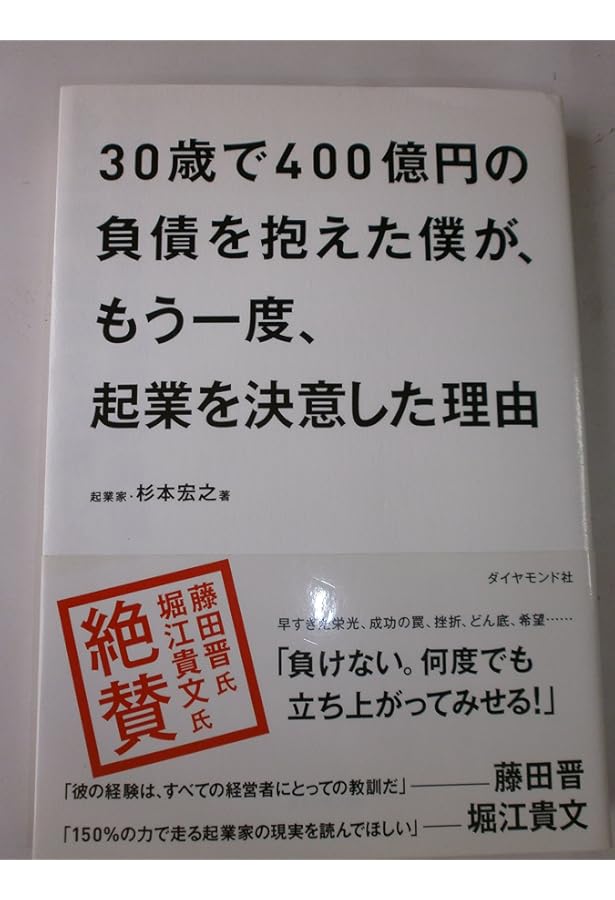 30歳で400億円の
負債を抱えた僕が、
もう一度、
起業を決意した理由
起業家・杉本宏之著
ダイヤモンド社
藤田晋氏
堀江貴文氏
絶賛
早すぎた栄光、成功の罠、挫折、どん底、希望……
「負けない。何度でも
立ち上がってみせる!」
「彼の経験は、すべての経営者にとっての教訓だ」――藤田晋
「150%の力で走る起業家の現実を読んでほしい」――堀江貴文